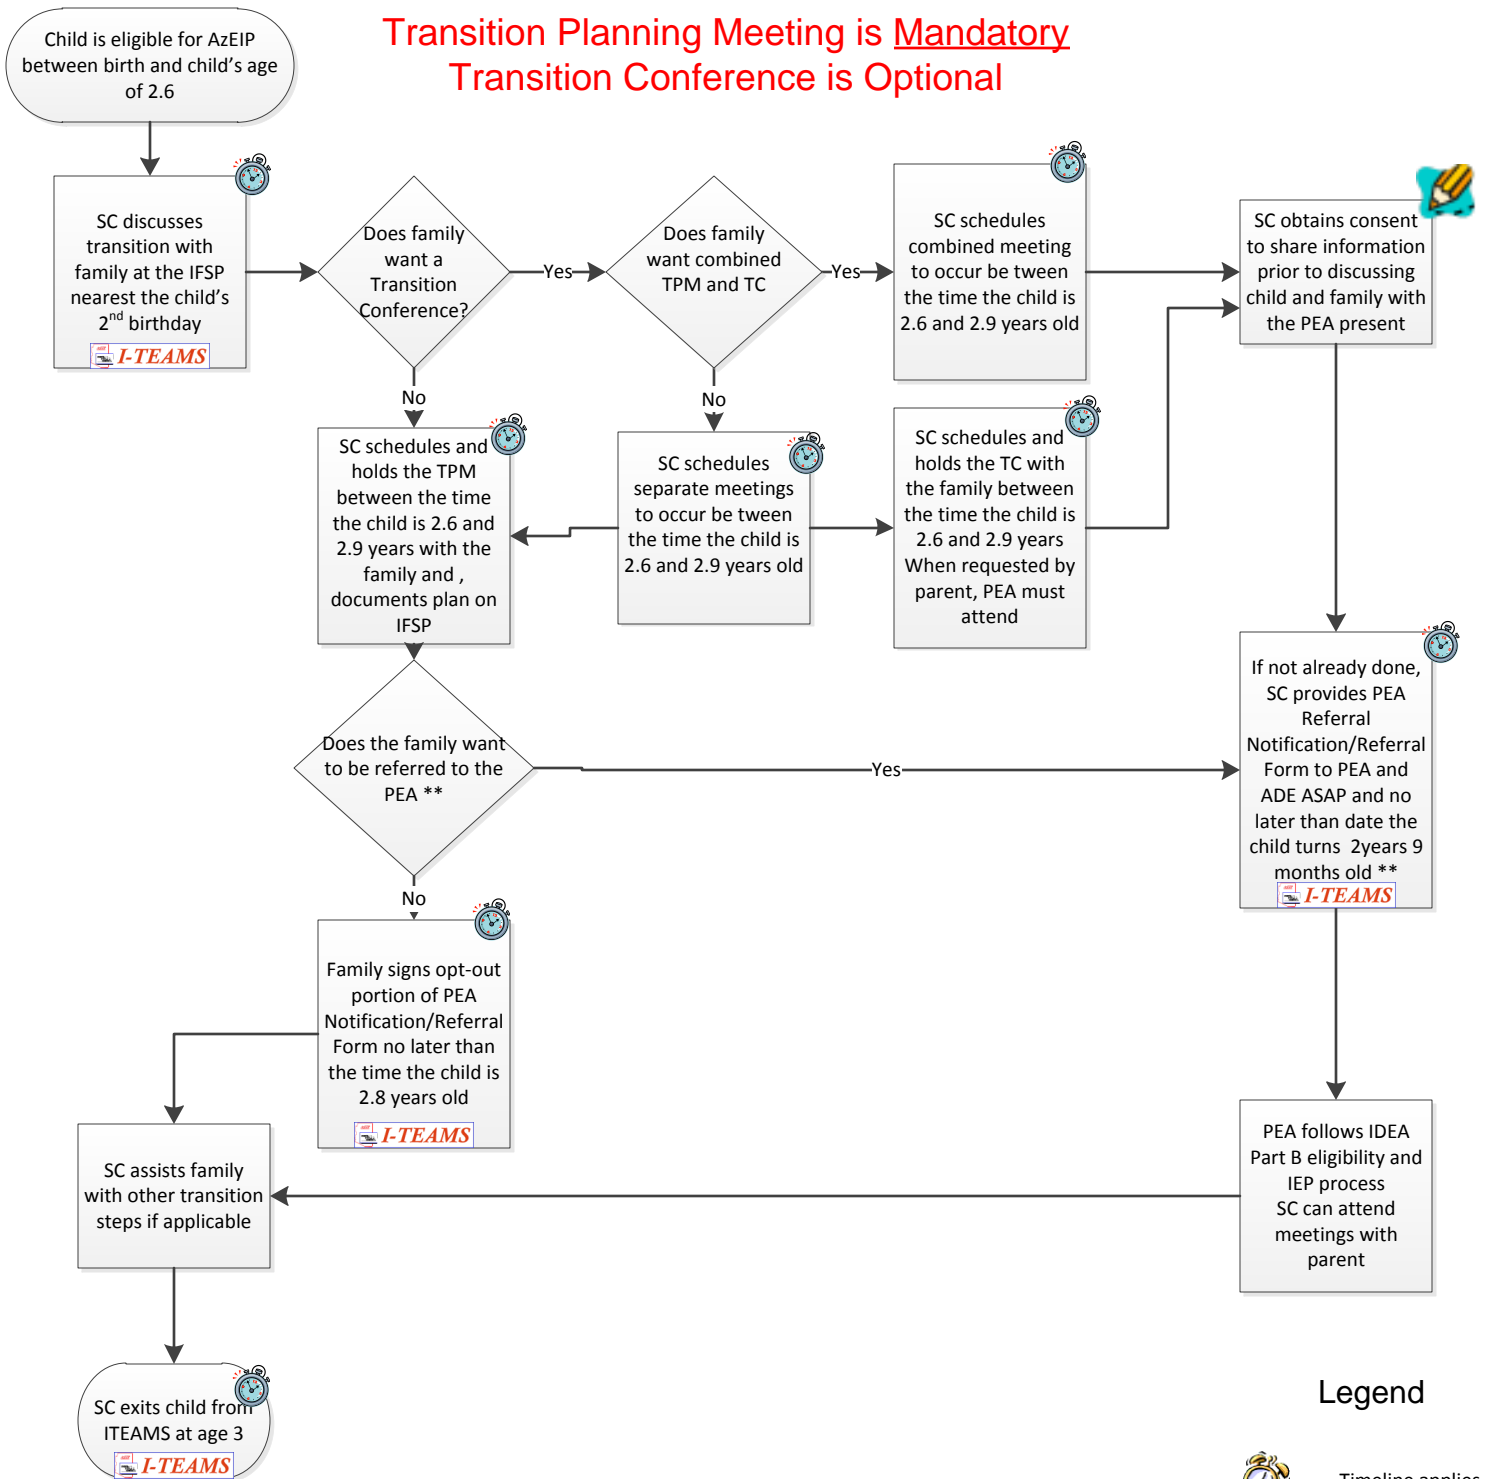 Transition Planning Meeting is Mandatory
Transition Conference is Optional
Child is eligible for AzEIP
between birth and child's age
of 2.6
SC discusses
transition with
family at the IFSP
nearest the child's
2nd birthday
I-TEAMS
Does family
want a
Transition
Conference?
Yes
No
Does family
want combined
TPM and TC
Yes
No
SC schedules
combined meeting
to occur be tween
the time the child is
2.6 and 2.9 years old
SC obtains consent
to share information
prior to discussing
child and family with
the PEA present
SC schedules and
holds the TPM
between the time
the child is 2.6 and
2.9 years with the
family and ,
documents plan on
IFSP
SC schedules
separate meetings
to occur be tween
the time the child is
2.6 and 2.9 years old
SC schedules and
holds the TC with
the family between
the time the child is
2.6 and 2.9 years
When requested by
parent, PEA must
attend
Does the family want
to be referred to the
PEA **
Yes
No
If not already done,
SC provides PEA
Referral
Notification/Referral
Form to PEA and
ADE ASAP and no
later than date the
child turns 2years 9
months old **
I-TEAMS
Family signs opt-out
portion of PEA
Notification/Referral
Form no later than
the time the child is
2.8 years old
I-TEAMS
SC assists family
with other transition
steps if applicable
PEA follows IDEA
Part B eligibility and
IEP process
SC can attend
meetings with
parent
SC exits child from
ITEAMS at age 3
I-TEAMS
Legend
Timeline applies